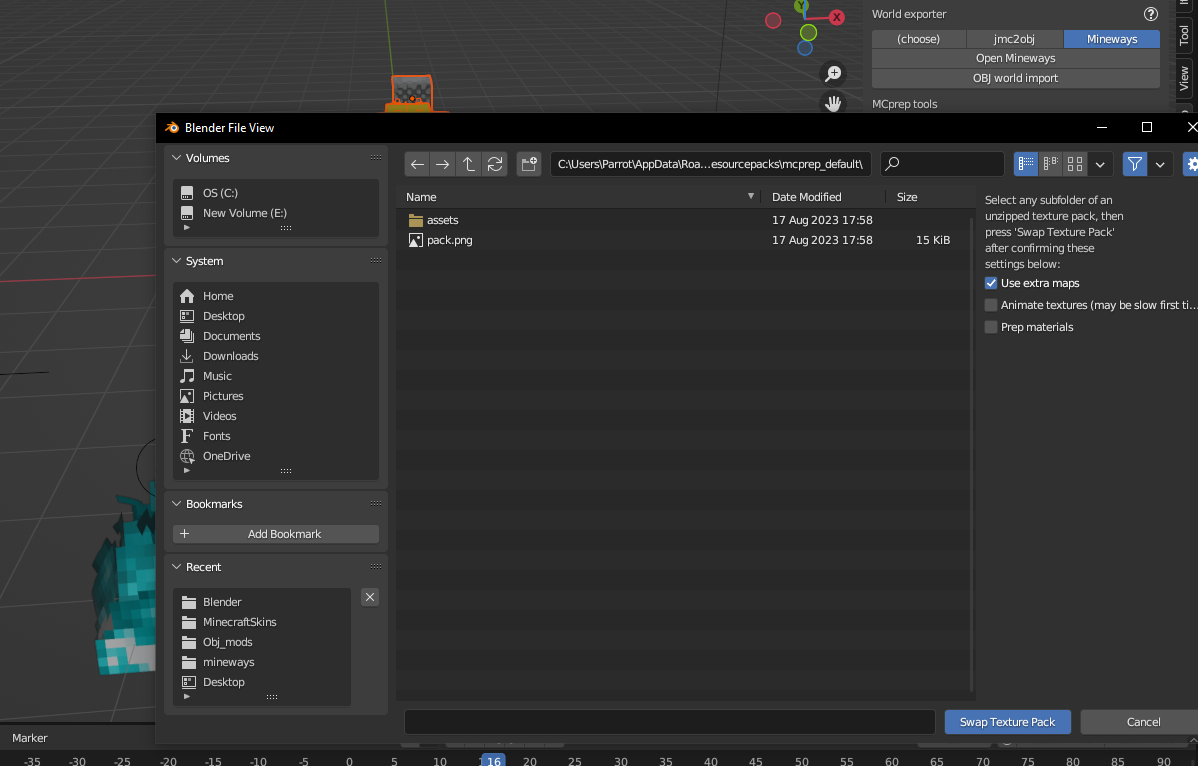 World exporter
(choose)
jmc2obj
Mineways
Open Mineways
OBJ world import
MCprep tools
Y
X
Tool
View
Blender File View
Volumes
OS (C:)
New Volume (E:)
System
Home
Desktop
Documents
Downloads
Music
Pictures
Videos
Fonts
OneDrive
Bookmarks
Add Bookmark
Recent
Blender
MinecraftSkins
Obj_mods
mineways
Desktop
C:\Users\Parrot\AppData\Roa...esourcepacks\mcprep_default\
Name Date Modified Size
assets 17 Aug 2023 17:58
pack.png 17 Aug 2023 17:58 15 KiB
Select any subfolder of an
unzipped texture pack, then
press 'Swap Texture Pack'
after confirming these
settings below:
Use extra maps
Animate textures (may be slow first ti...
Prep materials
Swap Texture Pack
Cancel
Marker
-35 -30 -25 -20 -15 -10 -5 0 5 10 16 20 25 30 35 40 45 50 55 60 65 70 75 80 85 90